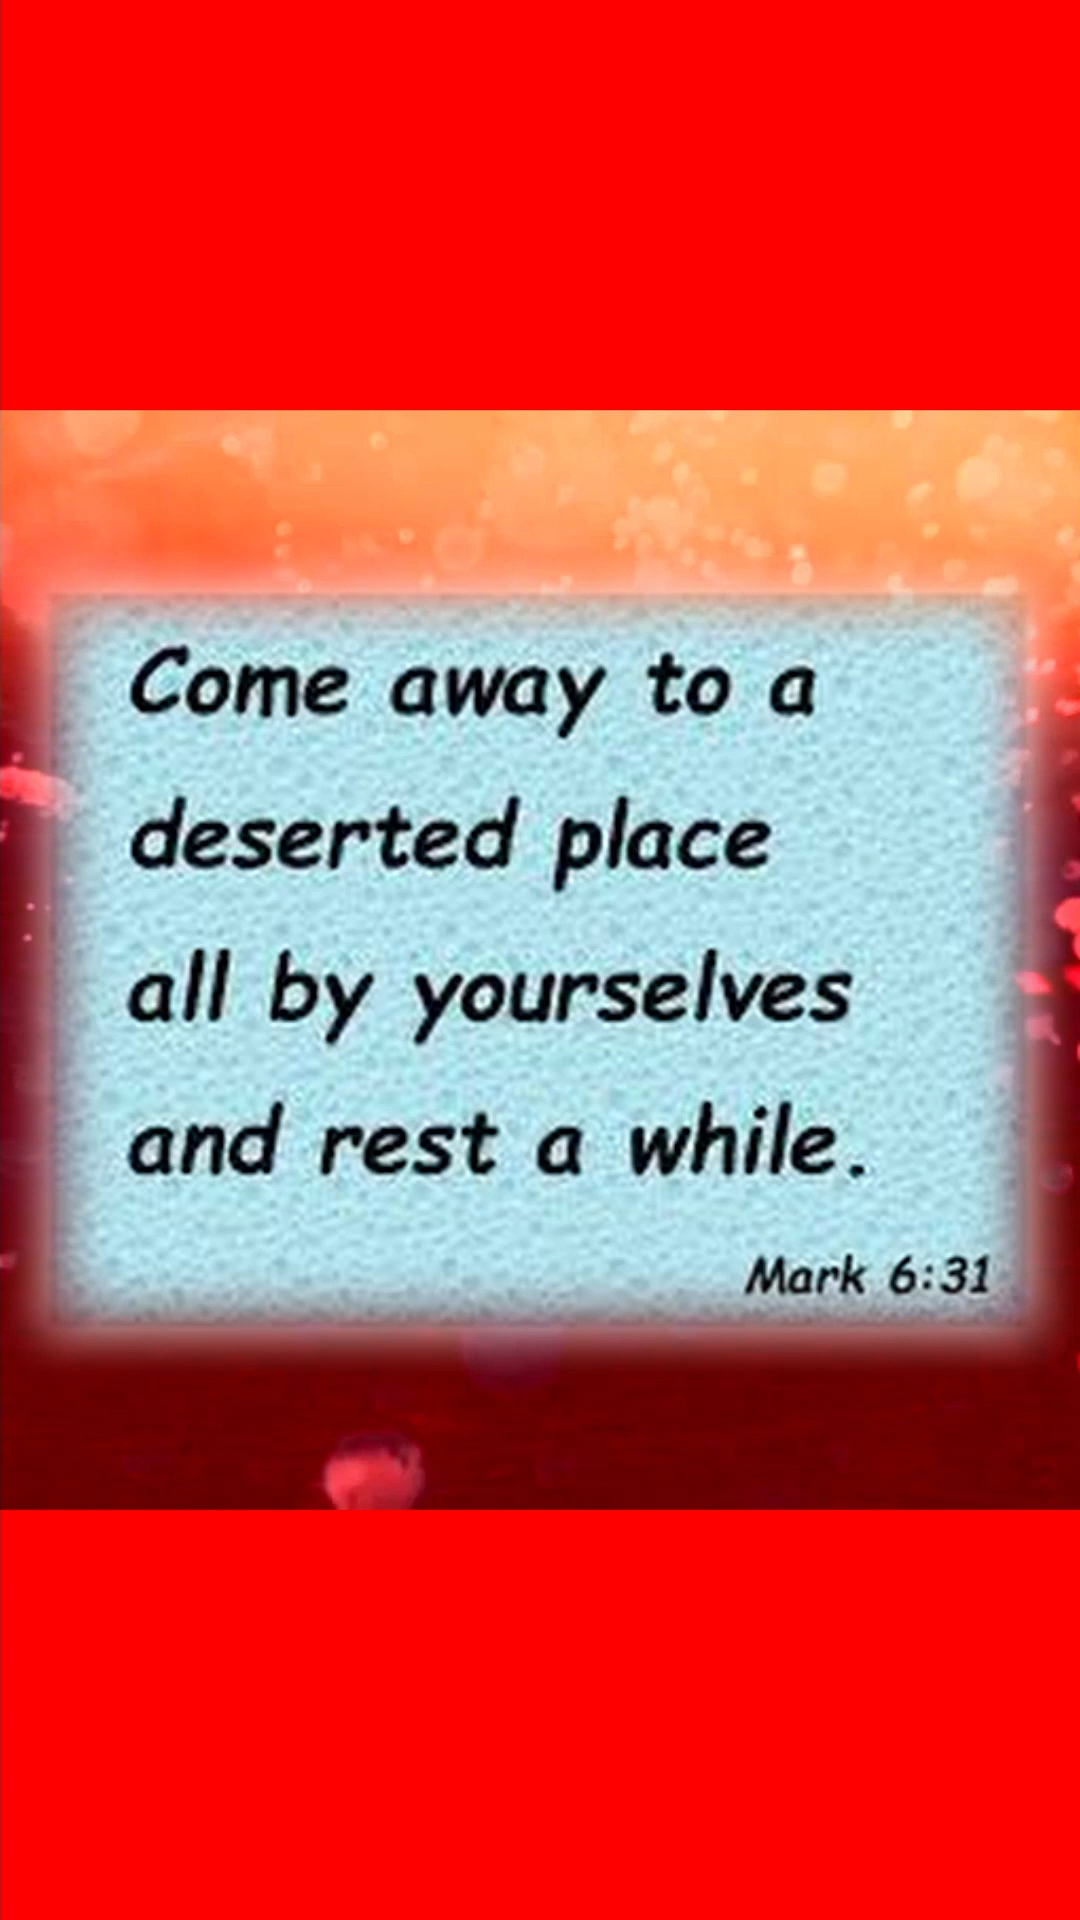 Come away to a
deserted place
all by yourselves
and rest a while.
Mark 6:31